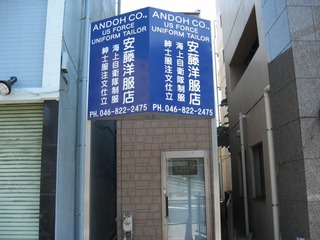 ANDOH CO.,
US FORCE
UNIFORM TAILOR
安藤洋服店
海上自衛隊制服
紳士服注文仕立
PH. 046-822-2475
ANDOH CO.,
US FORCE
UNIFORM TAILOR
安藤洋服店
海上自衛隊制服
紳士服注文仕立
PH. 046-822-2475